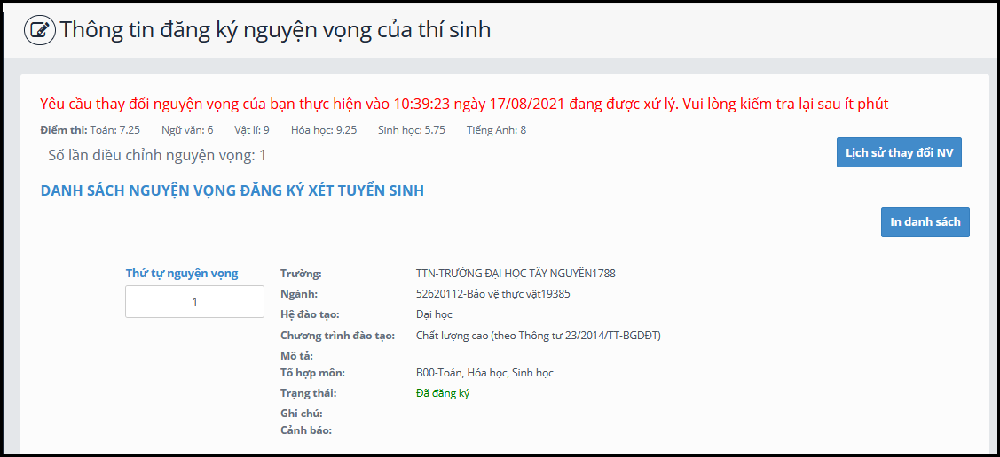 Thông tin đăng ký nguyện vọng của thí sinh
Yêu cầu thay đổi nguyện vọng của bạn thực hiện vào 10:39:23 ngày 17/08/2021 đang được xử lý. Vui lòng kiểm tra lại sau ít phút
Điểm thi: Toán: 7.25 Ngữ văn: 6 Vật lí: 9 Hóa học: 9.25 Sinh học: 5.75 Tiếng Anh: 8
Số lần điều chỉnh nguyện vọng: 1
Lịch sử thay đổi NV
DANH SÁCH NGUYỆN VỌNG ĐĂNG KÝ XÉT TUYỂN SINH
In danh sách
Thứ tự nguyện vọng
1
Trường: TTN-TRƯỜNG ĐẠI HỌC TÂY NGUYÊN1788
Ngành: 52620112-Bảo vệ thực vật19385
Hệ đào tạo: Đại học
Chương trình đào tạo: Chất lượng cao (theo Thông tư 23/2014/TT-BGDĐT)
Mô tả:
Tổ hợp môn: B00-Toán, Hóa học, Sinh học
Trạng thái: Đã đăng ký
Ghi chú:
Cảnh báo: